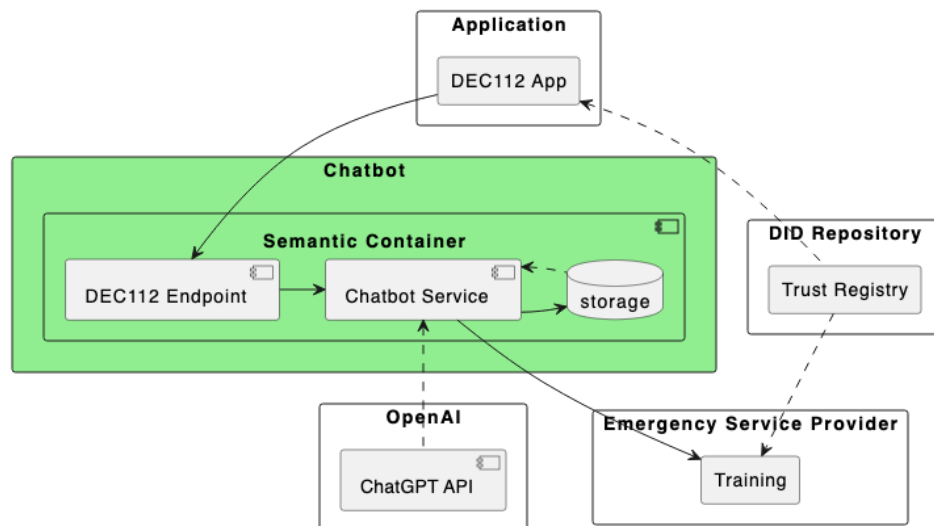 Application
DEC112 App
Chatbot
Semantic Container
DEC112 Endpoint
Chatbot Service
storage
DID Repository
Trust Registry
OpenAI
ChatGPT API
Emergency Service Provider
Training